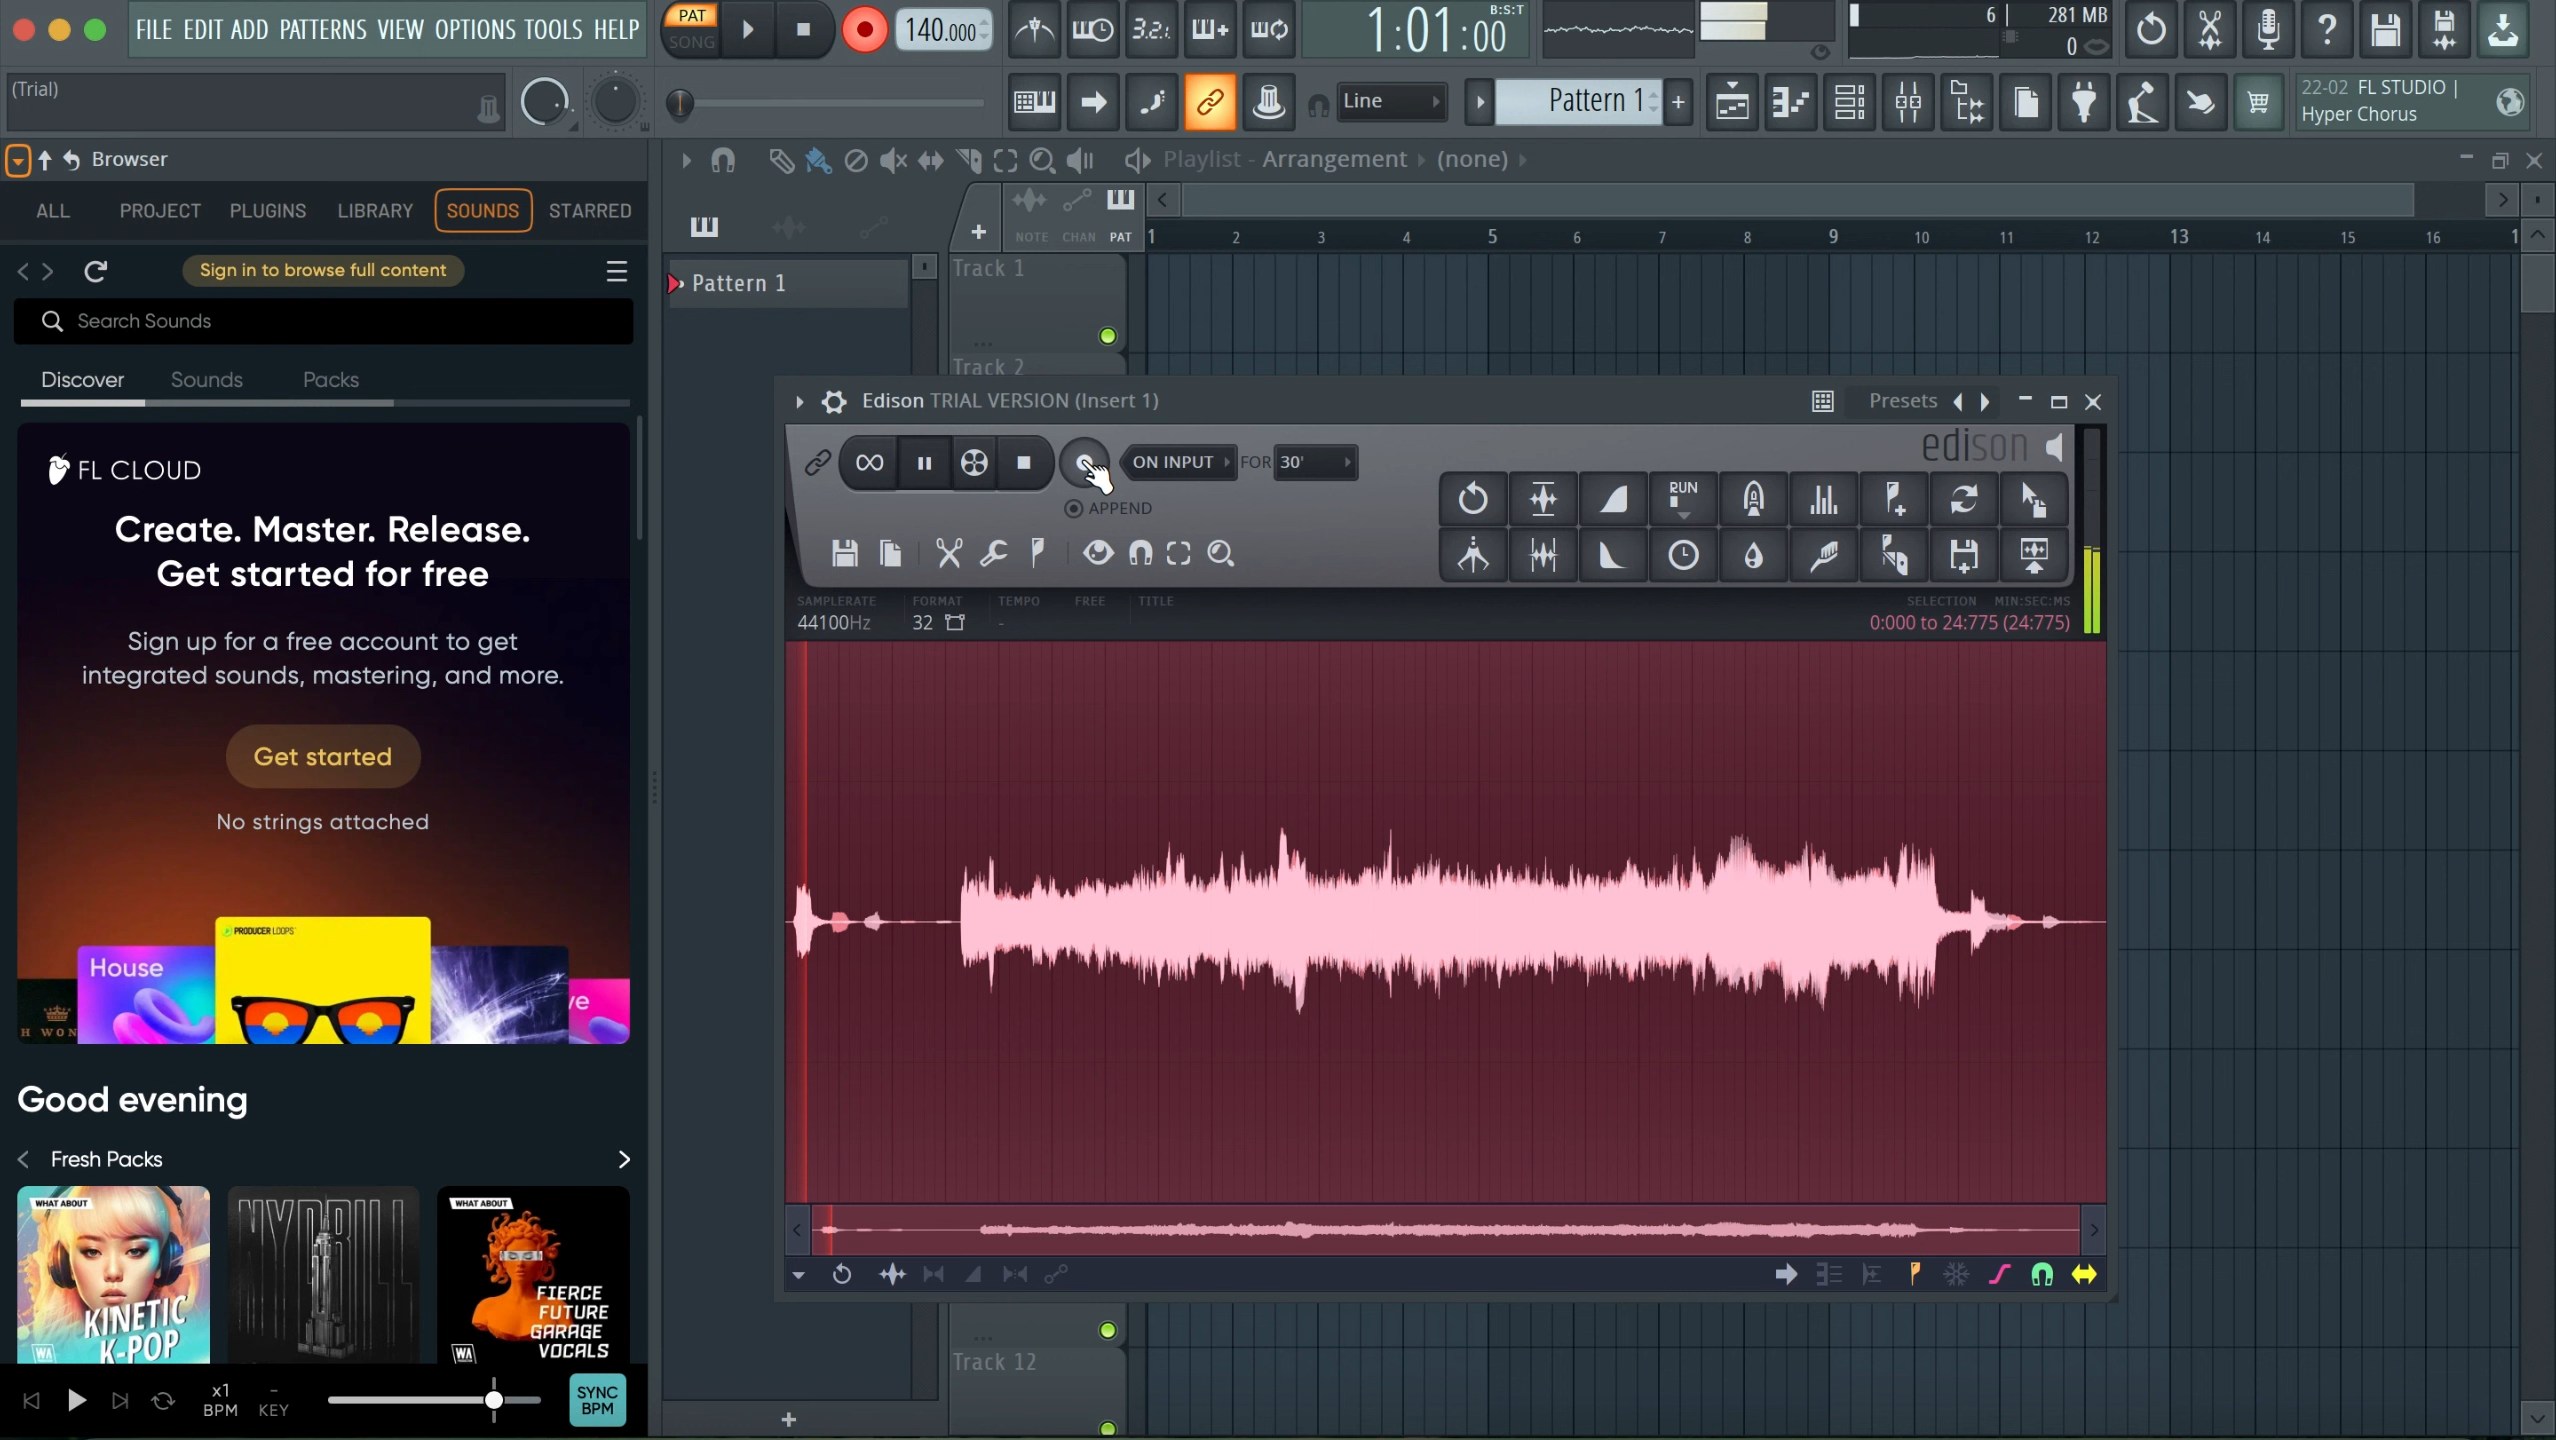 FILE EDIT ADD PATTERNS VIEW OPTIONS TOOLS HELP
PAT
SONG
140.000
3.2.
1:01:00
B:S:T
6
281 MB
0
(Trial)
Line
Pattern 1
+
22-02 FL STUDIO |
Hyper Chorus
Browser
Playlist - Arrangement › (none) ›
ALL
PROJECT
PLUGINS
LIBRARY
SOUNDS
STARRED
NOTE
CHAN
PAT
1 2 3 4 5 6 7 8 9 10 11 12 13 14 15 16 1
Sign in to browse full content
Search Sounds
Discover
Sounds
Packs
Pattern 1
Track 1
Track 2
FL CLOUD
Create. Master. Release.
Get started for free
Sign up for a free account to get
integrated sounds, mastering, and more.
Get started
No strings attached
PRODUCER LOOPS
House
H WON
ve
Good evening
Fresh Packs
WHAT ABOUT
KINETIC
K-POP
WA
NYDRILL
WHAT ABOUT
FIERCE
FUTURE
GARAGE
VOCALS
WA
x1
BPM
-
KEY
SYNC
BPM
Edison TRIAL VERSION (Insert 1)
Presets
edison
ON INPUT
FOR
30'
APPEND
RUN
SAMPLERATE
44100Hz
FORMAT
32
TEMPO
-
FREE
TITLE
SELECTION MIN:SEC:MS
0:000 to 24:775 (24:775)
Track 12
+